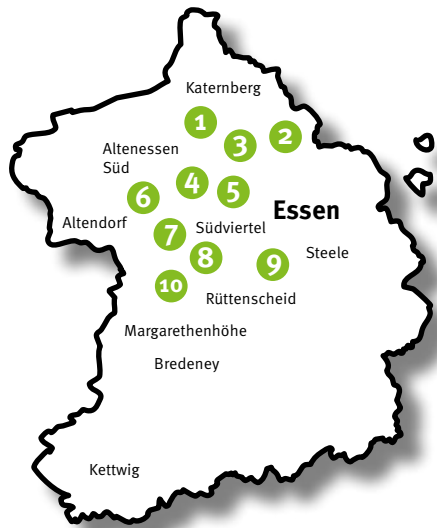 Katernberg
1
2
3
Altenessen
Süd
4
5
6
Essen
Altendorf
7
Südviertel
8
9
Steele
10
Rüttenscheid
Margarethenhöhe
Bredeney
Kettwig